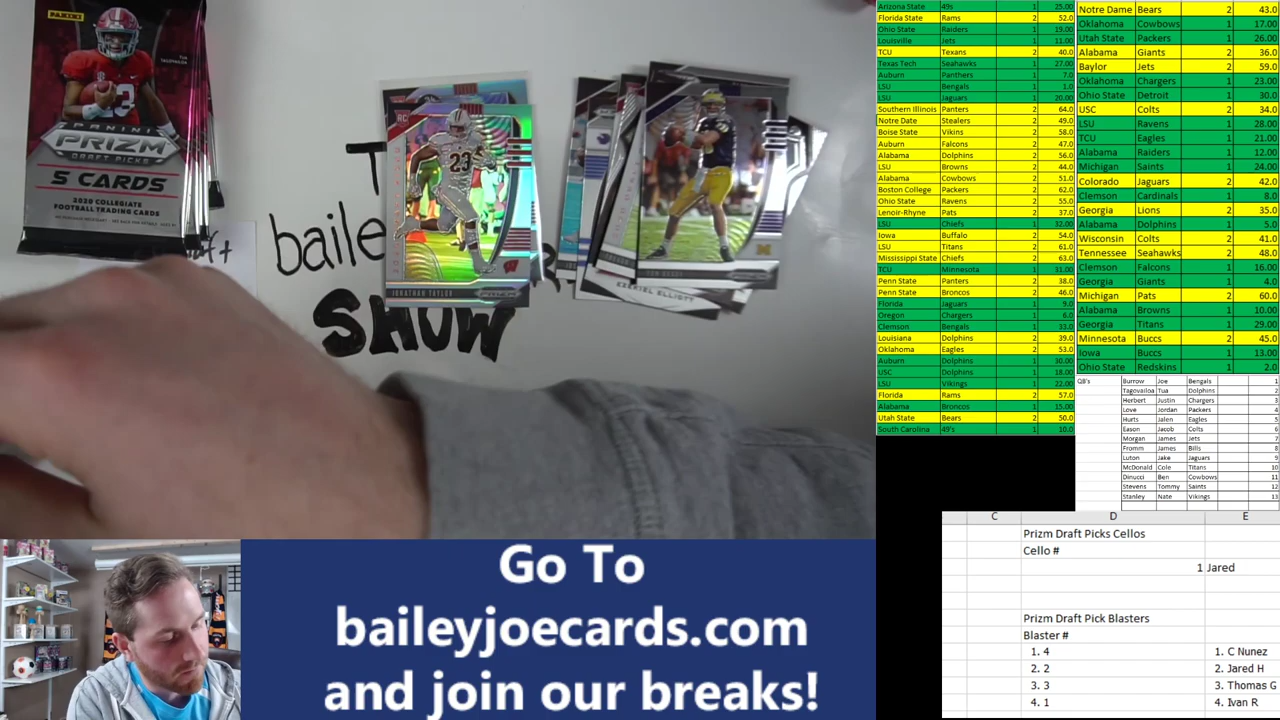 PANINI
PRIZM
DRAFT PICKS
5 CARDS
2020 COLLEGIATE
FOOTBALL TRADING CARDS
T
baile
SHOW
RC
23
JONATHAN TAYLOR
PRIZM
EZEKIEL ELLIOTT
TOM BRADY
Arizona State 49s 1 25.00
Florida State Rams 2 52.0
Ohio State Raiders 1 19.00
Louisville Jets 1 11.00
TCU Texans 2 40.0
Texas Tech Seahawks 1 27.00
Auburn Panthers 1 7.0
LSU Bengals 1 1.0
LSU Jaguars 1 20.00
Southern Illinois Panters 2 64.0
Notre Date Stealers 2 49.0
Boise State Vikins 2 58.0
Auburn Falcons 2 47.0
Alabama Dolphins 2 56.0
LSU Browns 2 44.0
Alabama Cowbows 2 51.0
Boston College Packers 2 62.0
Ohio State Ravens 2 55.0
Lenoir-Rhyne Pats 2 37.0
LSU Chiefs 1 32.00
Iowa Buffalo 2 54.0
LSU Titans 2 61.0
Mississippi State Chiefs 2 63.0
TCU Minnesota 1 31.00
Penn State Panters 2 38.0
Penn State Broncos 2 46.0
Florida Jaguars 1 9.0
Oregon Chargers 1 6.0
Clemson Bengals 1 33.0
Louisiana Dolphins 2 39.0
Oklahoma Eagles 2 53.0
Auburn Dolphins 1 30.00
USC Dolphins 1 18.00
LSU Vikings 1 22.00
Florida Rams 2 57.0
Alabama Broncos 1 15.00
Utah State Bears 2 50.0
South Carolina 49's 1 10.0
Notre Dame Bears 2 43.0
Oklahoma Cowbows 1 17.00
Utah State Packers 1 26.00
Alabama Giants 2 36.0
Baylor Jets 2 59.0
Oklahoma Chargers 1 23.00
Ohio State Detroit 1 30.0
USC Colts 2 34.0
LSU Ravens 1 28.00
TCU Eagles 1 21.00
Alabama Raiders 1 12.00
Michigan Saints 1 24.00
Colorado Jaguars 2 42.0
Clemson Cardinals 1 8.0
Georgia Lions 2 35.0
Alabama Dolphins 1 5.0
Wisconsin Colts 2 41.0
Tennesee Seahawks 2 48.0
Clemson Falcons 1 16.00
Georgia Giants 1 4.0
Michigan Pats 2 60.0
Alabama Browns 1 10.00
Georgia Titans 1 29.00
Minnesota Buccs 2 45.0
Iowa Buccs 1 13.00
Ohio State Redskins 1 2.0
QB's Burrow Joe Bengals 1
Tagovailoa Tua Dolphins 2
Herbert Justin Chargers 3
Love Jordan Packers 4
Hurts Jalen Eagles 5
Eason Jacob Colts 6
Morgan James Jets 7
Fromm James Bills 8
Luton Jake Jaguars 9
McDonald Cole Titans 10
Dinucci Ben Cowbows 11
Stevens Tommy Saints 12
Stanley Nate Vikings 13
C D E
Prizm Draft Picks Cellos
Cello #
1 Jared
Prizm Draft Pick Blasters
Blaster #
1. 4 1. C Nunez
2. 2 2. Jared H
3. 3 3. Thomas G
4. 1 4. Ivan R
Go To
baileyjoecards.com
and join our breaks!